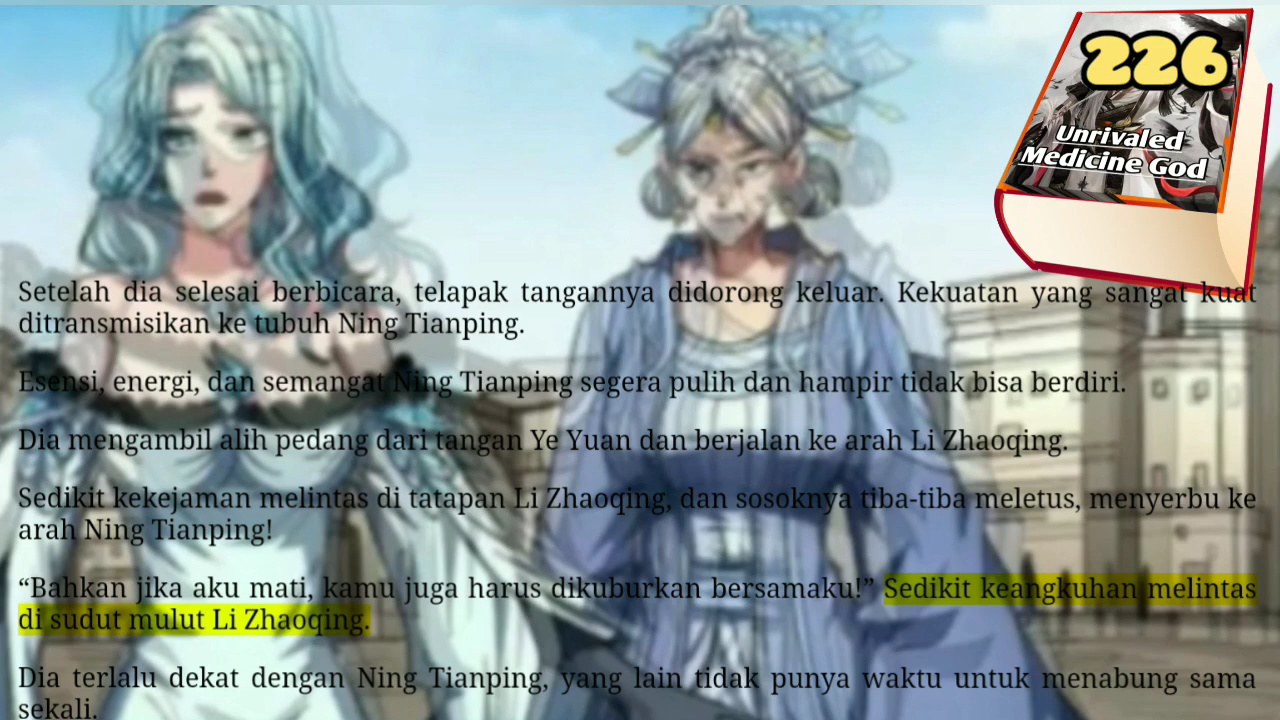 226
Unrivaled
Medicine God
Setelah dia selesai berbicara, telapak tangannya didorong keluar. Kekuatan yang sangat kuat
ditransmisikan ke tubuh Ning Tianping.
Esensi, energi, dan semangat Ning Tianping segera pulih dan hampir tidak bisa berdiri.
Dia mengambil alih pedang dari tangan Ye Yuan dan berjalan ke arah Li Zhaoqing.
Sedikit kekejaman melintas di tatapan Li Zhaoqing, dan sosoknya tiba-tiba meletus, menyerbu ke
arah Ning Tianping!
“Bahkan jika aku mati, kamu juga harus dikuburkan bersamaku!” Sedikit keangkuhan melintas
di sudut mulut Li Zhaoqing.
Dia terlalu dekat dengan Ning Tianping, yang lain tidak punya waktu untuk menabung sama
sekali.